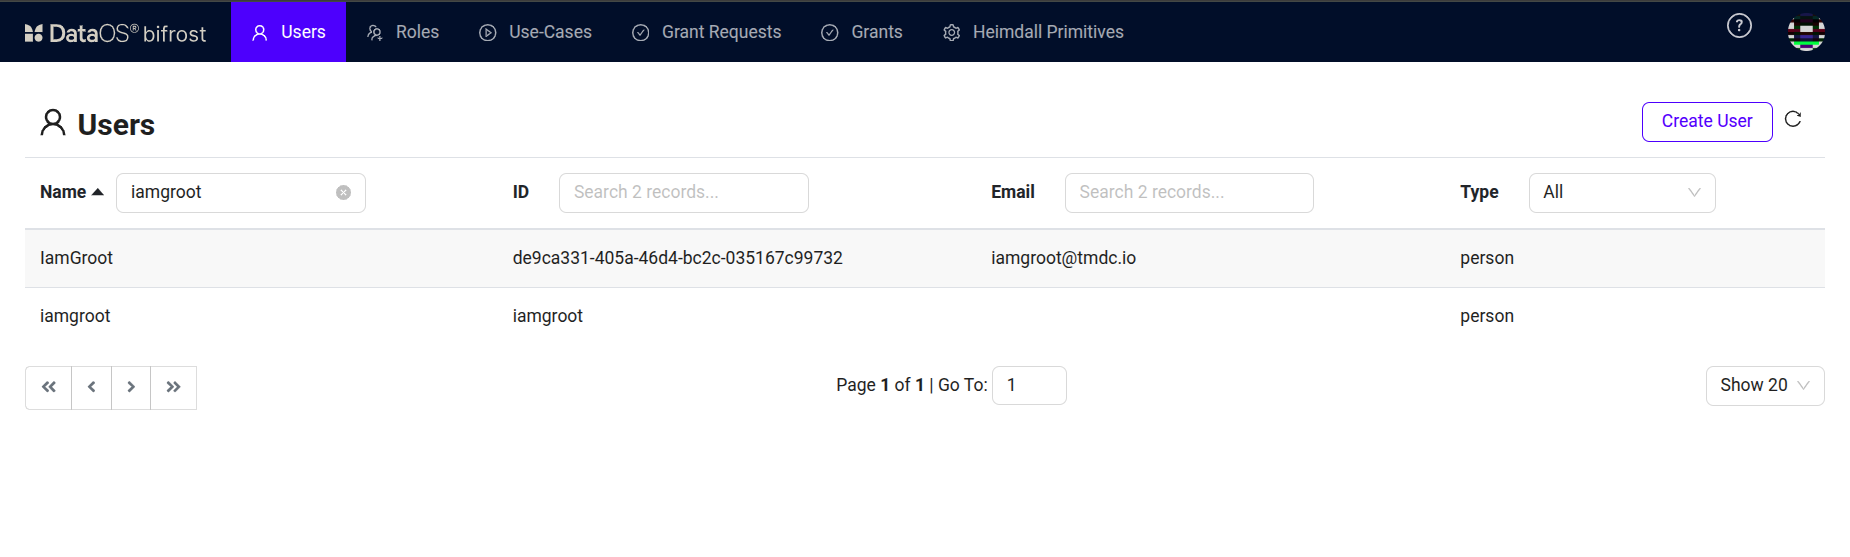 DataOS® bifrost Users Roles Use-Cases Grant Requests Grants Heimdall Primitives ?
Users Create User
Name iamgroot ID Search 2 records... Email Search 2 records... Type All
IamGroot de9ca331-405a-46d4-bc2c-035167c99732 iamgroot@tmdc.io person
iamgroot iamgroot person
Page 1 of 1 | Go To: 1 Show 20